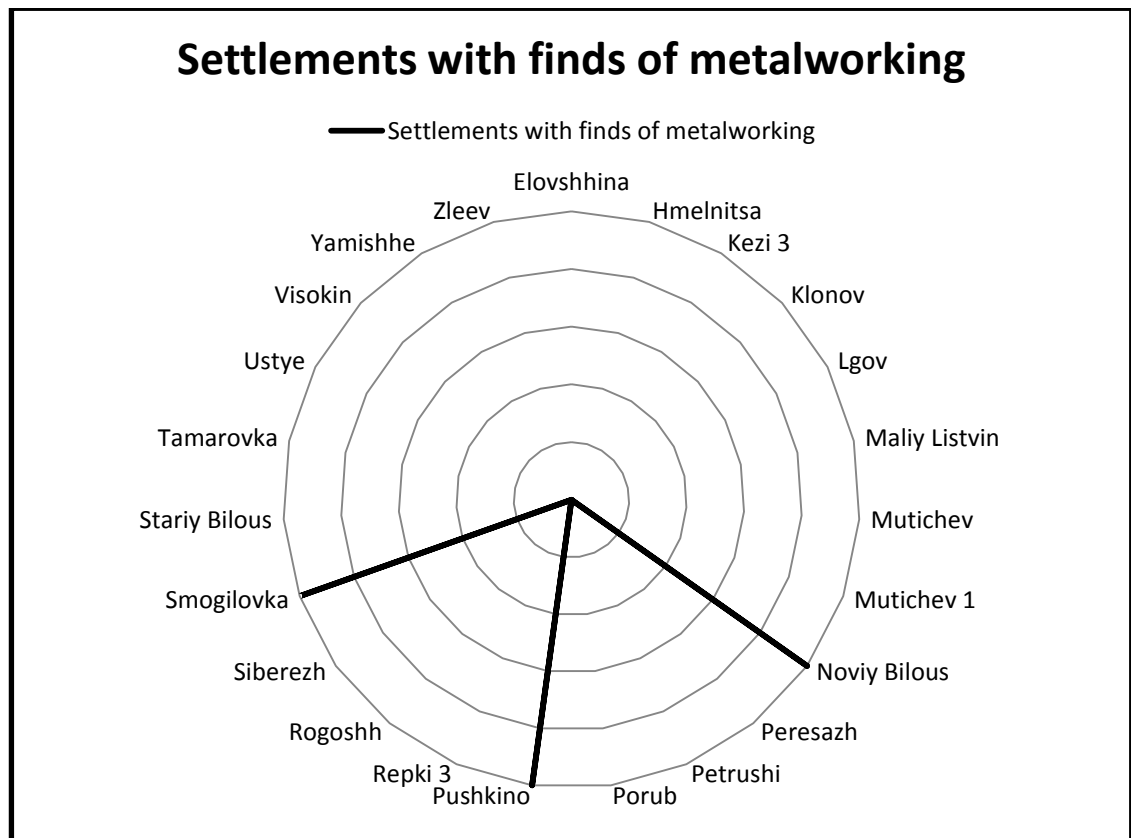 Settlements with finds of metalworking
Settlements with finds of metalworking
Elovshhina
Hmelnitsa
Kezi 3
Klonov
Lgov
Maliy Listvin
Mutichev
Mutichev 1
Noviy Bilous
Peresazh
Petrushi
Porub
Pushkino
Repki 3
Rogoshh
Siberezh
Smogilovka
Stariy Bilous
Tamarovka
Ustye
Visokin
Yamishhe
Zleev